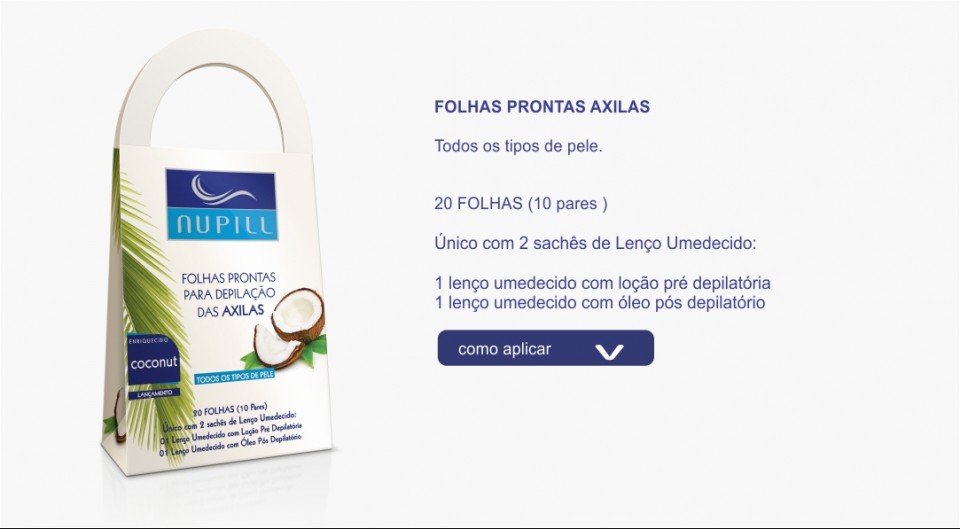 NUPILL
FOLHAS PRONTAS
PARA DEPILAÇÃO
DAS AXILAS
ENRIQUECIDO
coconut
LANÇAMENTO
TODOS OS TIPOS DE PELE
20 FOLHAS (10 Pares)
Único com 2 sachês de Lenço Umedecido:
01 Lenço Umedecido com Loção Pré Depilatória
01 Lenço Umedecido com Óleo Pós Depilatório
FOLHAS PRONTAS AXILAS
Todos os tipos de pele.
20 FOLHAS (10 pares )
Único com 2 sachês de Lenço Umedecido:
1 lenço umedecido com loção pré depilatória
1 lenço umedecido com óleo pós depilatório
como aplicar